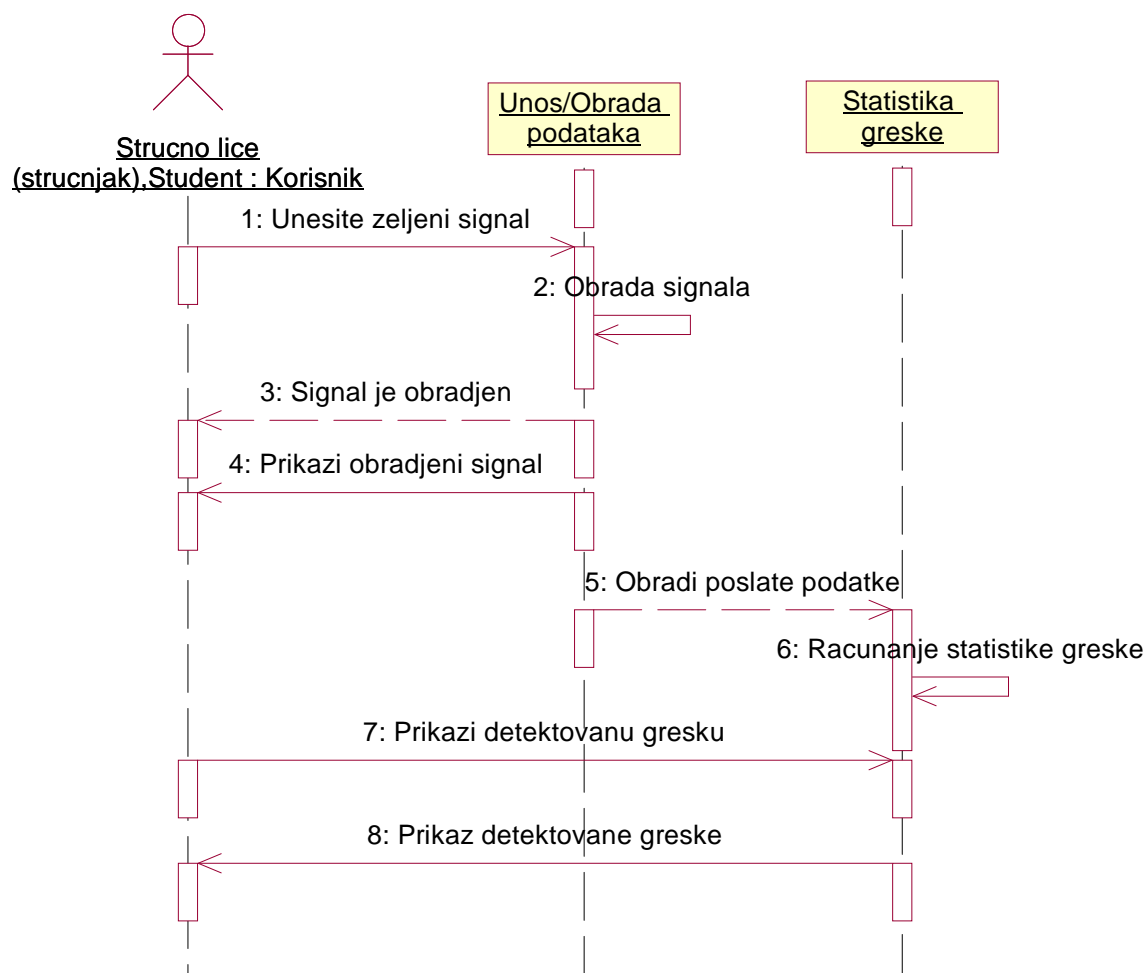 Unos/Obrada
podataka
Statistika
greske
Strucno lice
(strucnjak),Student : Korisnik
1: Unesite zeljeni signal
2: Obrada signala
3: Signal je obradjen
4: Prikazi obradjeni signal
5: Obradi poslate podatke
6: Racunanje statistike greske
7: Prikazi detektovanu gresku
8: Prikaz detektovane greske